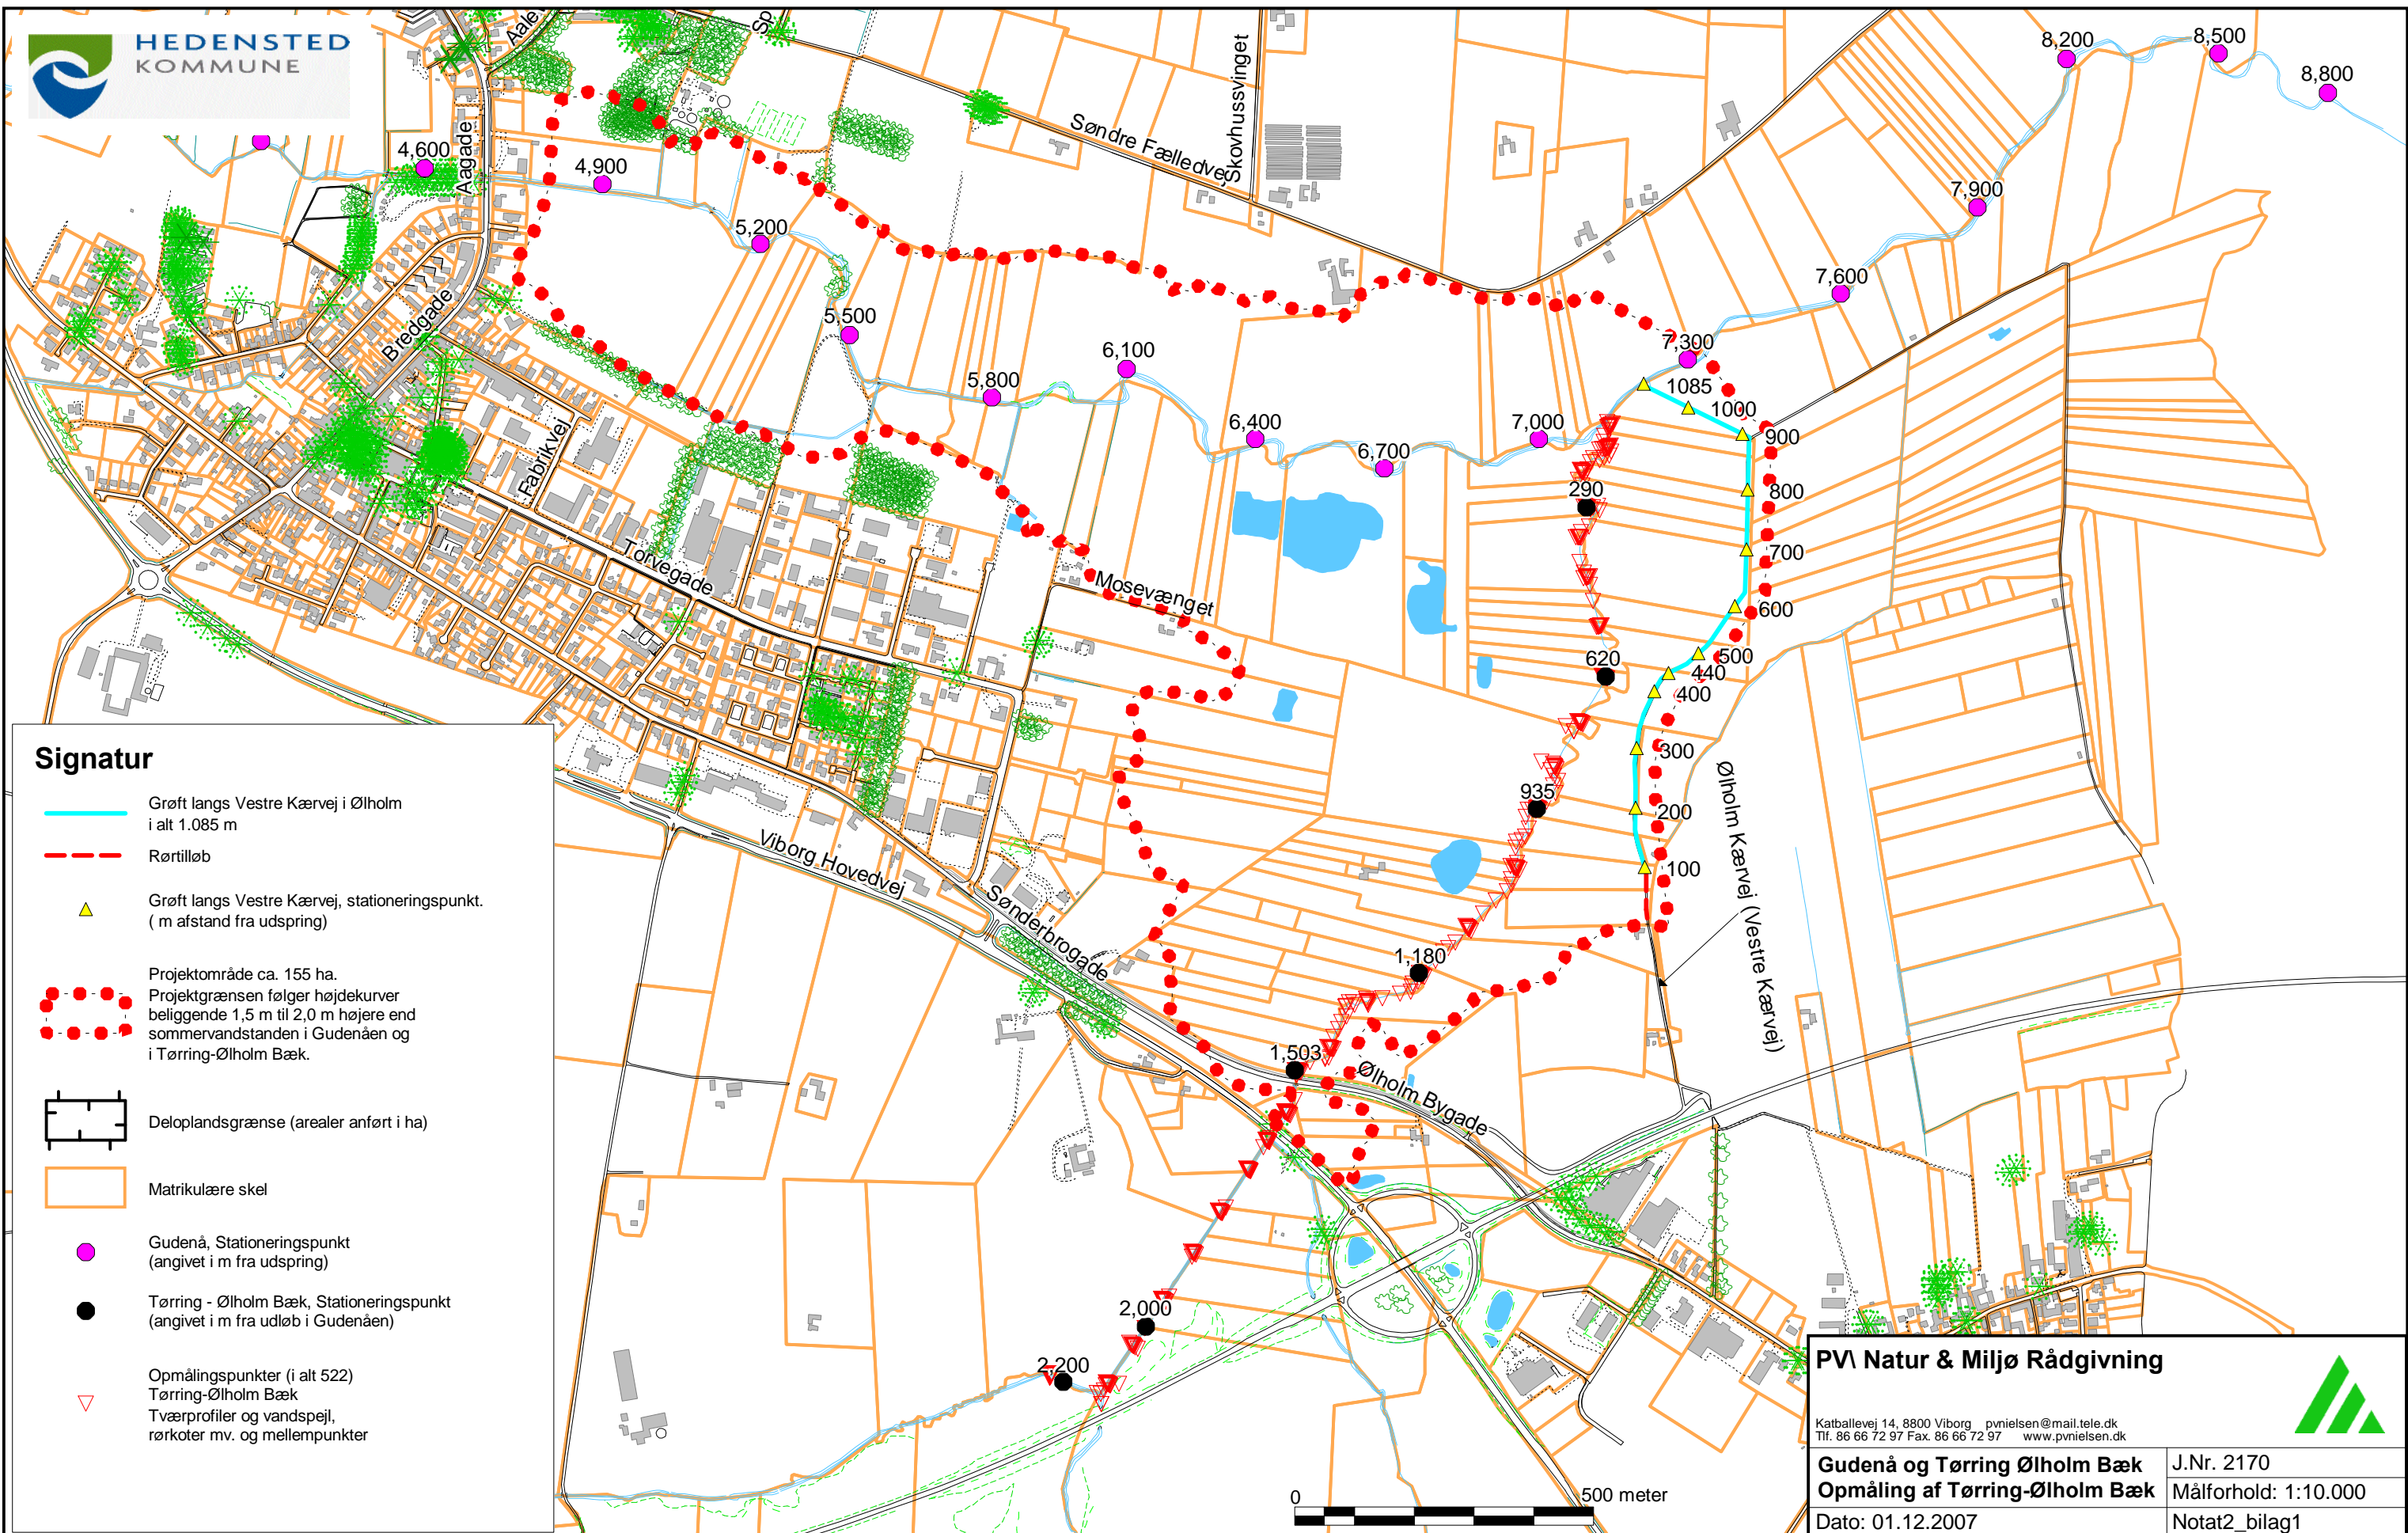 HEDENSTED
KOMMUNE
Aalev
Sp
Skovhussvinget
Søndre Fælledvej
Aagade
Bredgade
Fabrikvej
Torvegade
Mosevænget
Viborg Hovedvej
Sønderbrogade
Ølholm Bygade
Ølholm Kærvej (Vestre Kærvej)
4,600
4,900
5,200
5,500
5,800
6,100
6,400
6,700
7,000
7,300
7,600
7,900
8,200
8,500
8,800
1085
1000
900
800
700
600
500
440
400
300
200
100
290
620
935
1,180
1,503
2,000
2,200
Signatur
Grøft langs Vestre Kærvej i Ølholm
i alt 1.085 m
Rørtilløb
Grøft langs Vestre Kærvej, stationeringspunkt.
( m afstand fra udspring)
Projektområde ca. 155 ha.
Projektgrænsen følger højdekurver
beliggende 1,5 m til 2,0 m højere end
sommervandstanden i Gudenåen og
i Tørring-Ølholm Bæk.
Deloplandsgrænse (arealer anført i ha)
Matrikulære skel
Gudenå, Stationeringspunkt
(angivet i m fra udspring)
Tørring - Ølholm Bæk, Stationeringspunkt
(angivet i m fra udløb i Gudenåen)
Opmålingspunkter (i alt 522)
Tørring-Ølholm Bæk
Tværprofiler og vandspejl,
rørkoter mv. og mellempunkter
0 500 meter
PV\ Natur & Miljø Rådgivning
Katballevej 14, 8800 Viborg pvnielsen@mail.tele.dk
Tlf. 86 66 72 97 Fax. 86 66 72 97 www.pvnielsen.dk
Gudenå og Tørring Ølholm Bæk
Opmåling af Tørring-Ølholm Bæk
J.Nr. 2170
Målforhold: 1:10.000
Dato: 01.12.2007
Notat2_bilag1